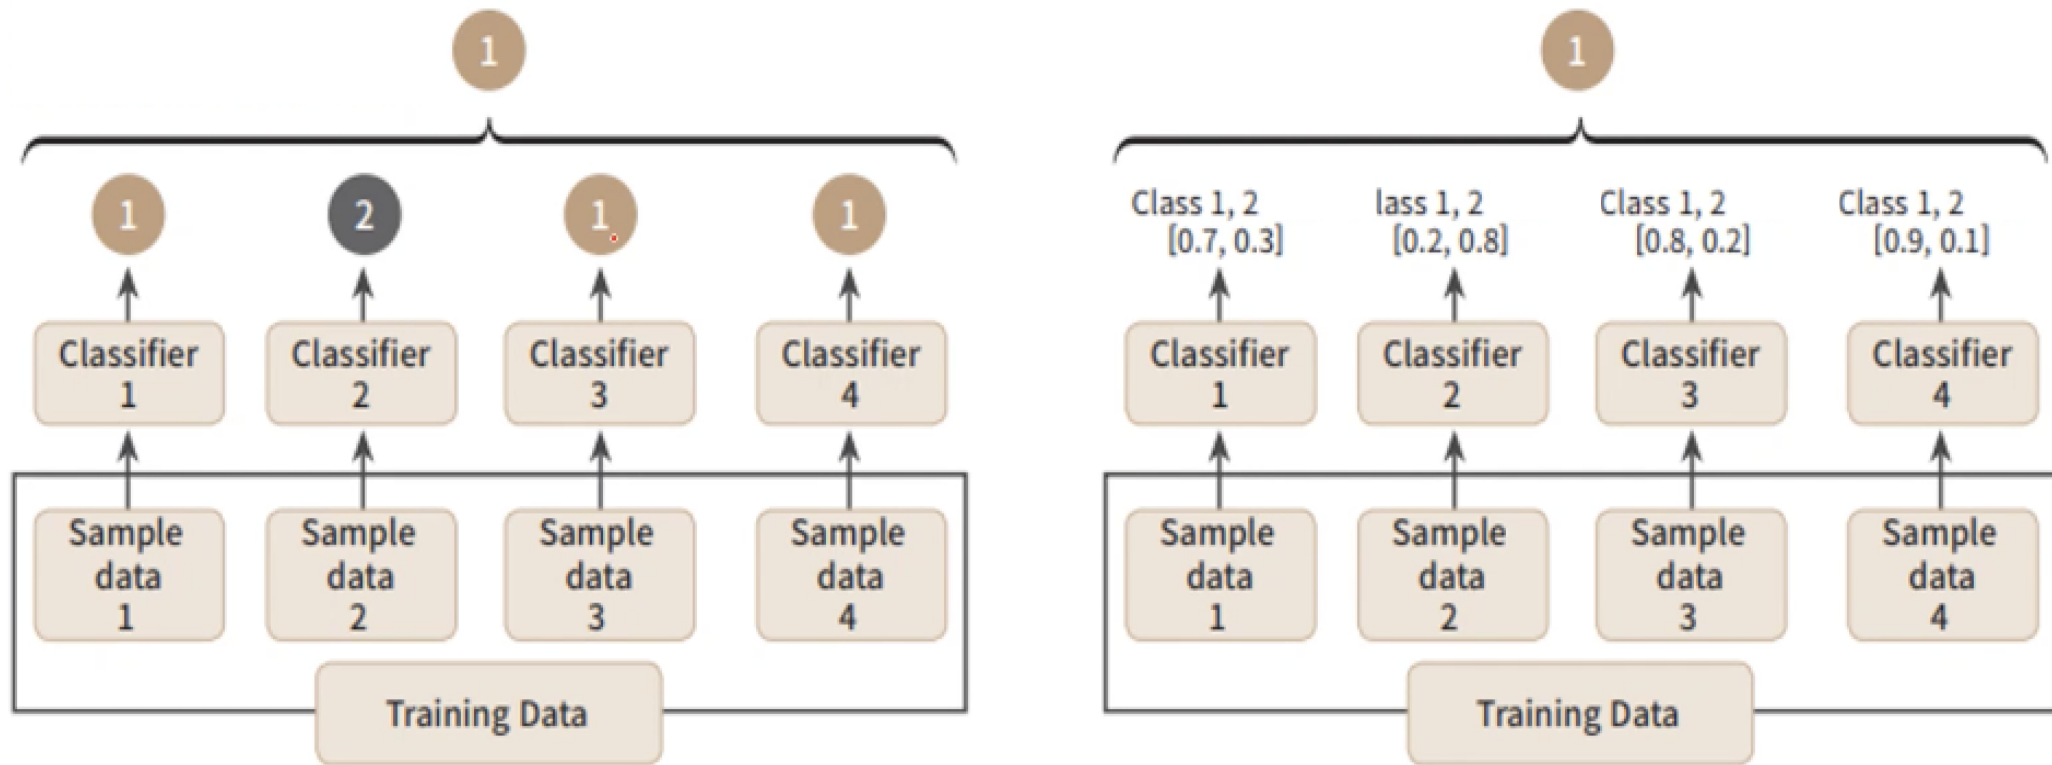 1
1
2
1
1
Classifier
1
Classifier
2
Classifier
3
Classifier
4
Sample
data
1
Sample
data
2
Sample
data
3
Sample
data
4
Training Data
1
Class 1, 2
[0.7, 0.3]
lass 1, 2
[0.2, 0.8]
Class 1, 2
[0.8, 0.2]
Class 1, 2
[0.9, 0.1]
Classifier
1
Classifier
2
Classifier
3
Classifier
4
Sample
data
1
Sample
data
2
Sample
data
3
Sample
data
4
Training Data